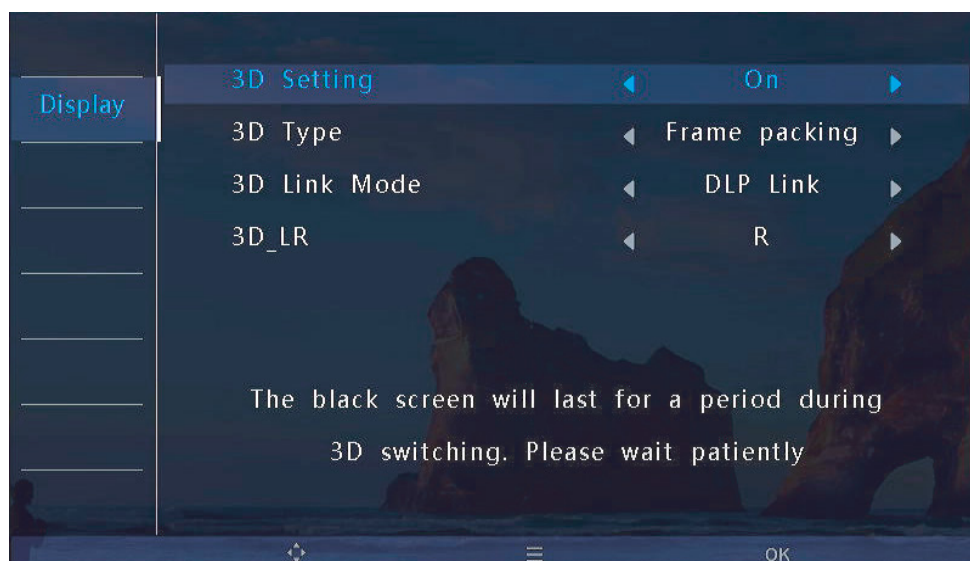 Display
3D Setting On
3D Type Frame packing
3D Link Mode DLP Link
3D_LR R
The black screen will last for a period during
3D switching. Please wait patiently
OK